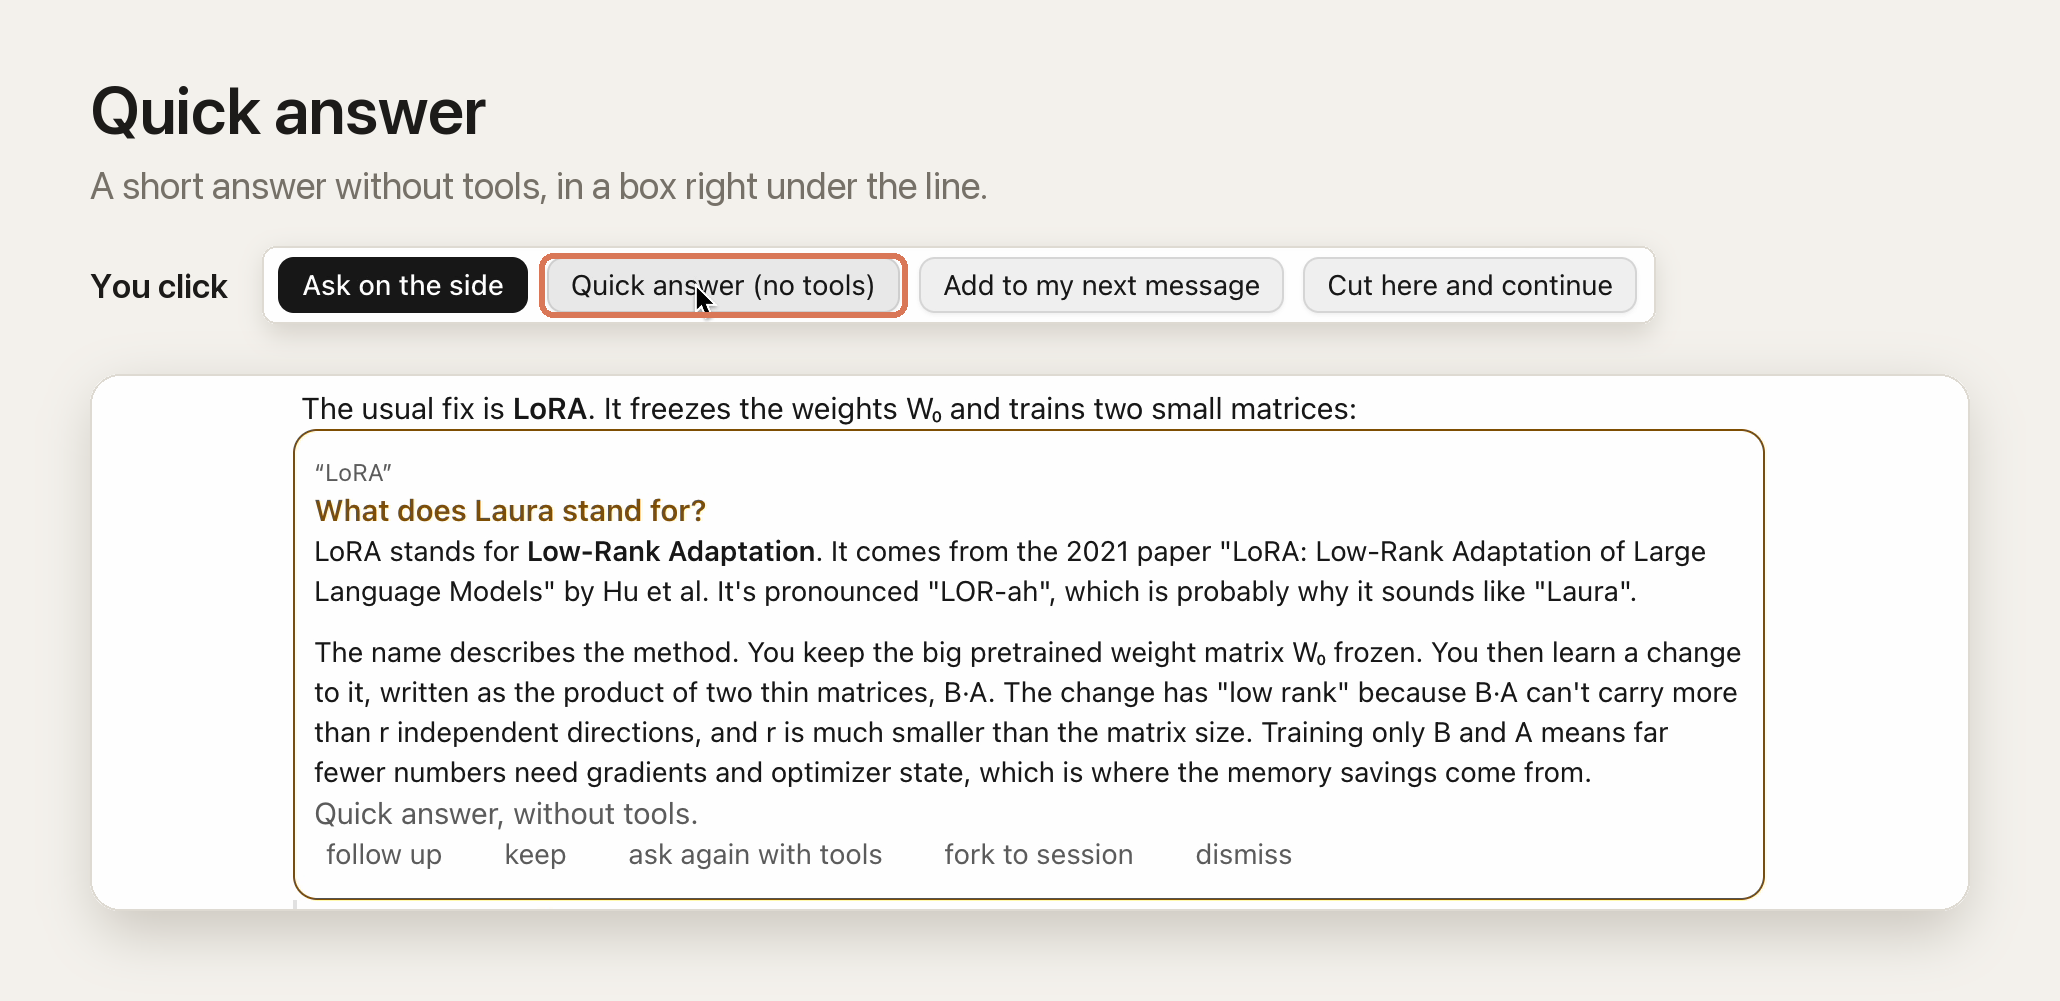 Quick answer
A short answer without tools, in a box right under the line.
You click
Ask on the side
Quick answer (no tools)
Add to my next message
Cut here and continue
The usual fix is LoRA. It freezes the weights W₀ and trains two small matrices:
“LoRA”
What does Laura stand for?
LoRA stands for Low-Rank Adaptation. It comes from the 2021 paper "LoRA: Low-Rank Adaptation of Large
Language Models" by Hu et al. It's pronounced "LOR-ah", which is probably why it sounds like "Laura".
The name describes the method. You keep the big pretrained weight matrix W₀ frozen. You then learn a change
to it, written as the product of two thin matrices, B·A. The change has "low rank" because B·A can't carry more
than r independent directions, and r is much smaller than the matrix size. Training only B and A means far
fewer numbers need gradients and optimizer state, which is where the memory savings come from.
Quick answer, without tools.
follow up
keep
ask again with tools
fork to session
dismiss